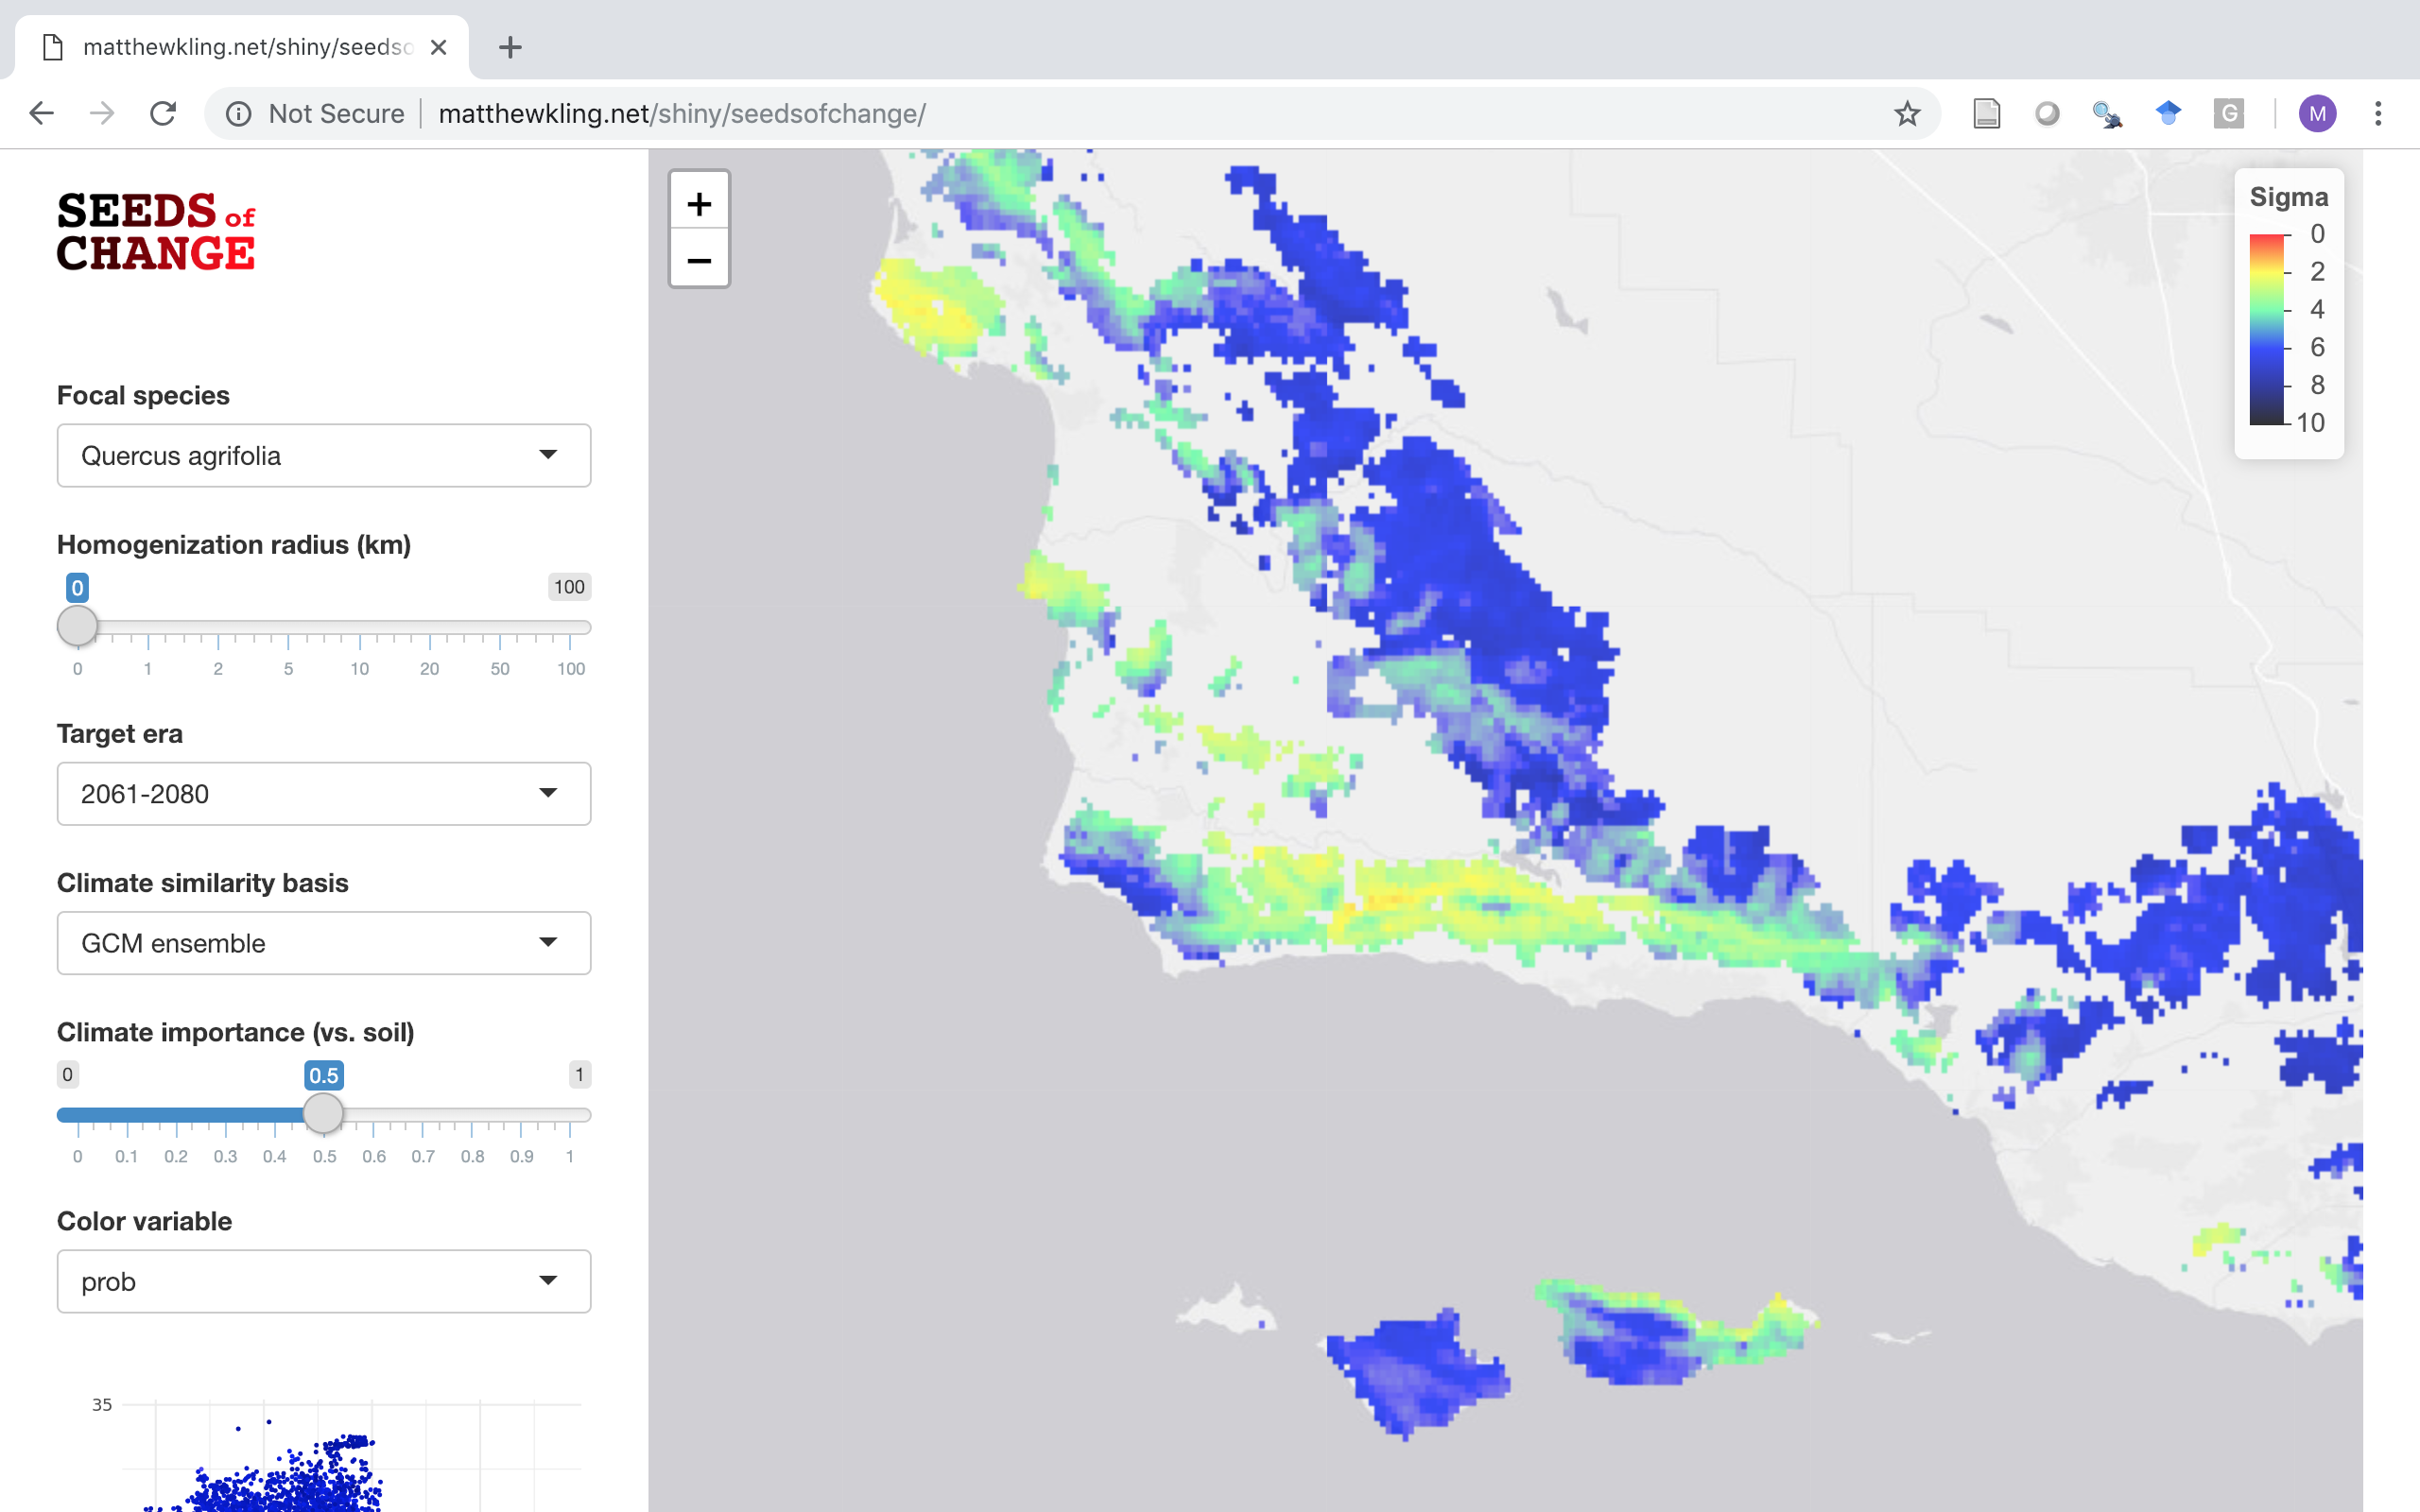 matthewkling.net/shiny/seedso
Not Secure
matthewkling.net/shiny/seedsofchange/
G
M
SEEDS of
CHANGE
Focal species
Quercus agrifolia
Homogenization radius (km)
0 100
0 1 2 5 10 20 50 100
Target era
2061-2080
Climate similarity basis
GCM ensemble
Climate importance (vs. soil)
0 0.5 1
0 0.1 0.2 0.3 0.4 0.5 0.6 0.7 0.8 0.9 1
Color variable
prob
35
+
−
Sigma
0
2
4
6
8
10